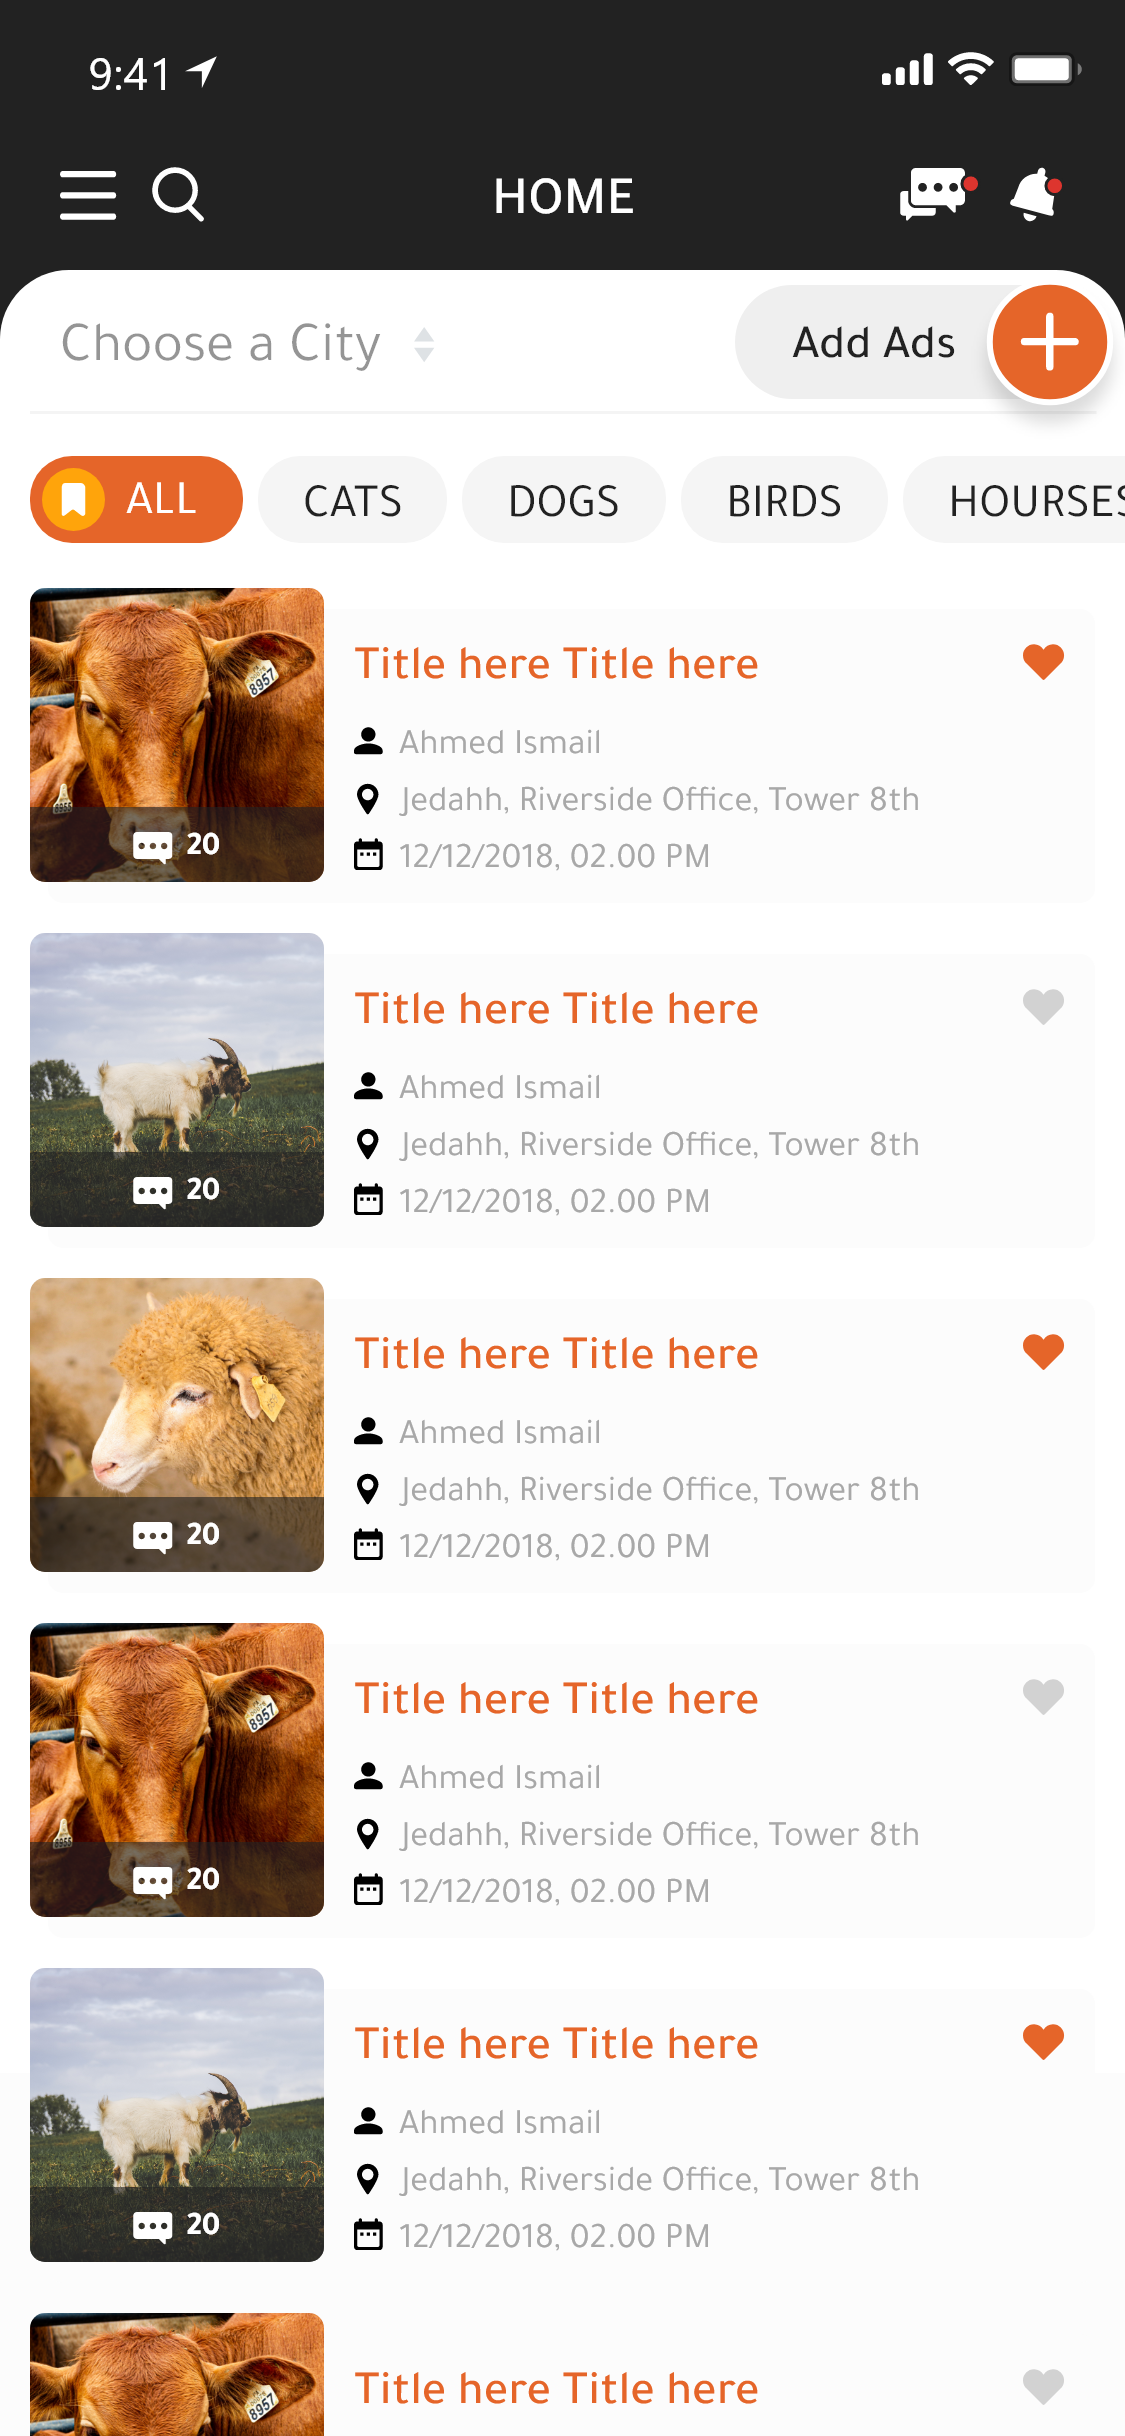 9:41
HOME
Choose a City
Add Ads
ALL CATS DOGS BIRDS HOURSES
8957
Title here Title here
Ahmed Ismail
Jedahh, Riverside Office, Tower 8th
12/12/2018, 02.00 PM
20
Title here Title here
Ahmed Ismail
Jedahh, Riverside Office, Tower 8th
12/12/2018, 02.00 PM
20
Title here Title here
Ahmed Ismail
Jedahh, Riverside Office, Tower 8th
12/12/2018, 02.00 PM
20
8957
Title here Title here
Ahmed Ismail
Jedahh, Riverside Office, Tower 8th
12/12/2018, 02.00 PM
20
Title here Title here
Ahmed Ismail
Jedahh, Riverside Office, Tower 8th
12/12/2018, 02.00 PM
20
8957
Title here Title here